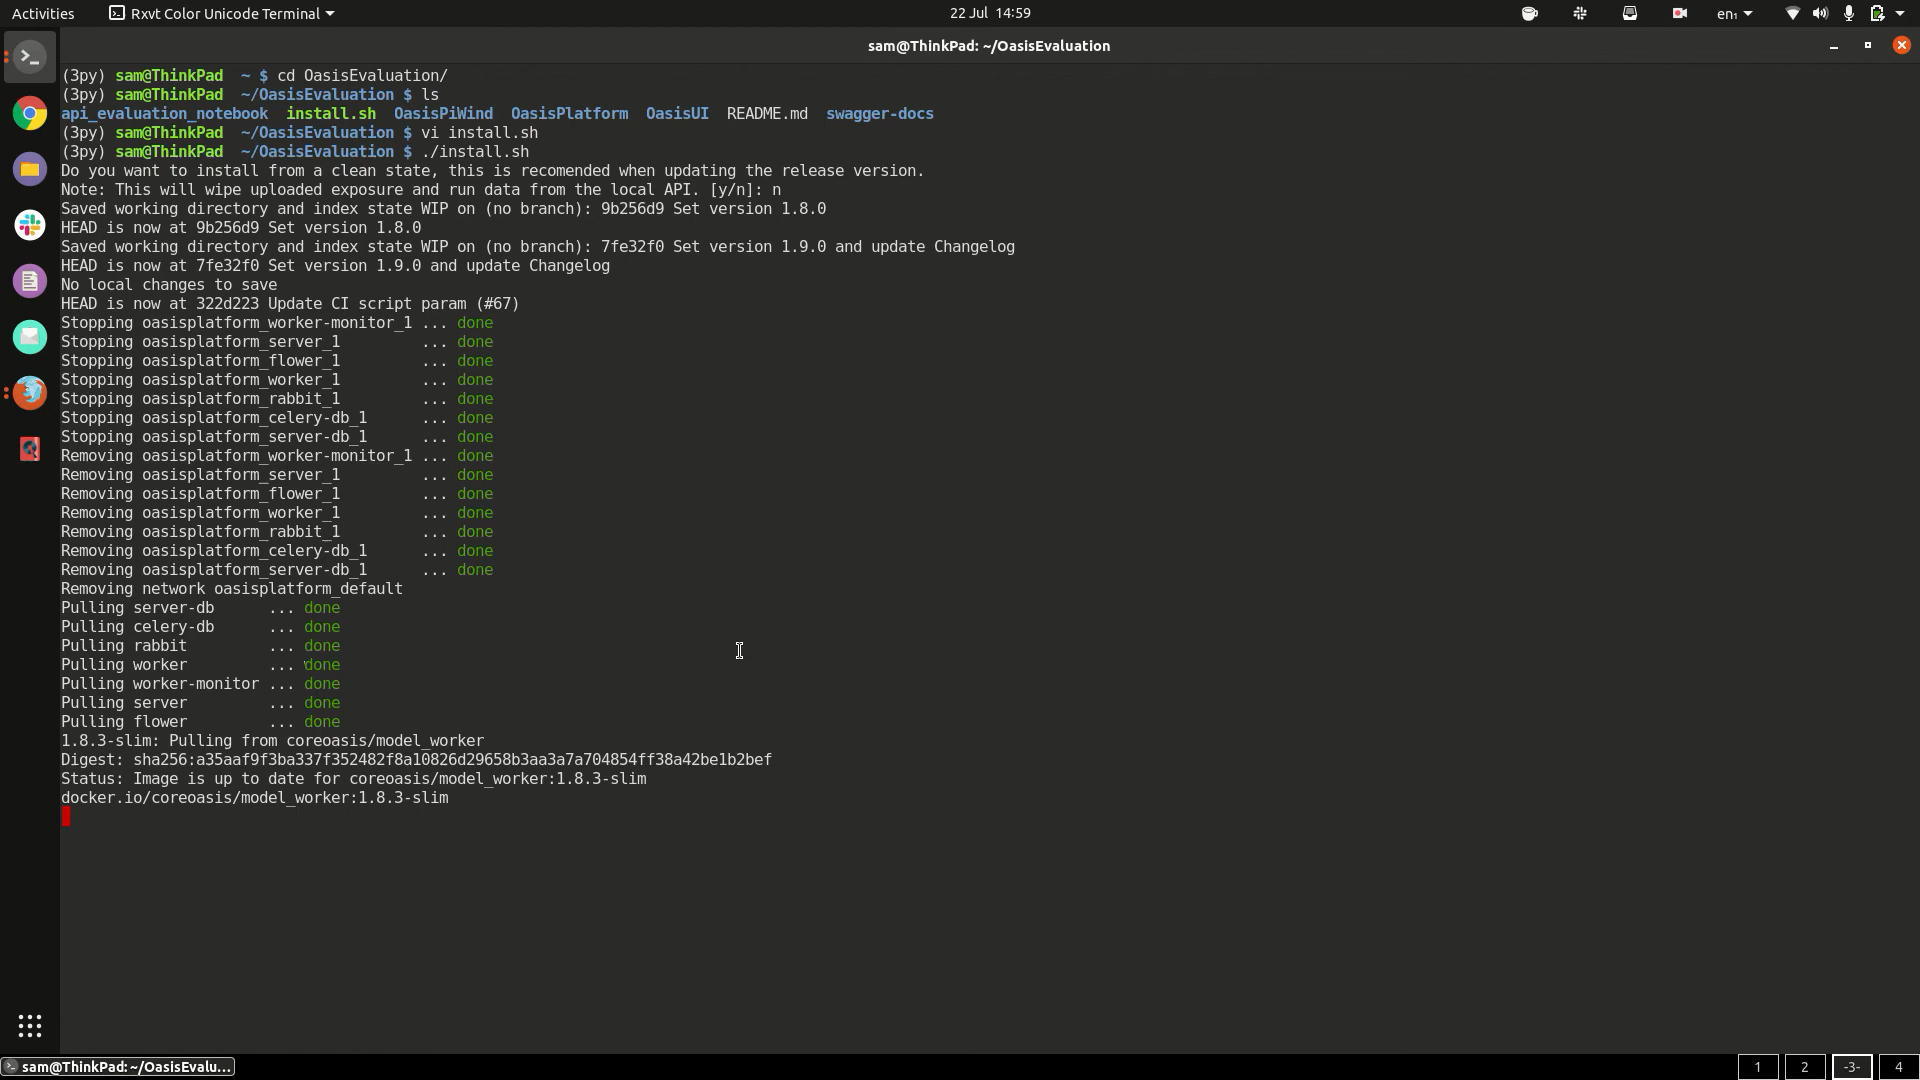 Activities Rxvt Color Unicode Terminal 22 Jul 14:59 en₁
sam@ThinkPad: ~/OasisEvaluation
(3py) sam@ThinkPad ~ $ cd OasisEvaluation/
(3py) sam@ThinkPad ~/OasisEvaluation $ ls
api_evaluation_notebook install.sh OasisPiWind OasisPlatform OasisUI README.md swagger-docs
(3py) sam@ThinkPad ~/OasisEvaluation $ vi install.sh
(3py) sam@ThinkPad ~/OasisEvaluation $ ./install.sh
Do you want to install from a clean state, this is recomended when updating the release version.
Note: This will wipe uploaded exposure and run data from the local API. [y/n]: n
Saved working directory and index state WIP on (no branch): 9b256d9 Set version 1.8.0
HEAD is now at 9b256d9 Set version 1.8.0
Saved working directory and index state WIP on (no branch): 7fe32f0 Set version 1.9.0 and update Changelog
HEAD is now at 7fe32f0 Set version 1.9.0 and update Changelog
No local changes to save
HEAD is now at 322d223 Update CI script param (#67)
Stopping oasisplatform_worker-monitor_1 ... done
Stopping oasisplatform_server_1 ... done
Stopping oasisplatform_flower_1 ... done
Stopping oasisplatform_worker_1 ... done
Stopping oasisplatform_rabbit_1 ... done
Stopping oasisplatform_celery-db_1 ... done
Stopping oasisplatform_server-db_1 ... done
Removing oasisplatform_worker-monitor_1 ... done
Removing oasisplatform_server_1 ... done
Removing oasisplatform_flower_1 ... done
Removing oasisplatform_worker_1 ... done
Removing oasisplatform_rabbit_1 ... done
Removing oasisplatform_celery-db_1 ... done
Removing oasisplatform_server-db_1 ... done
Removing network oasisplatform_default
Pulling server-db ... done
Pulling celery-db ... done
Pulling rabbit ... done
Pulling worker ... done
Pulling worker-monitor ... done
Pulling server ... done
Pulling flower ... done
1.8.3-slim: Pulling from coreoasis/model_worker
Digest: sha256:a35aaf9f3ba337f352482f8a10826d29658b3aa3a7a704854ff38a42be1b2bef
Status: Image is up to date for coreoasis/model_worker:1.8.3-slim
docker.io/coreoasis/model_worker:1.8.3-slim
sam@ThinkPad: ~/OasisEvalu... 1 2 -3- 4